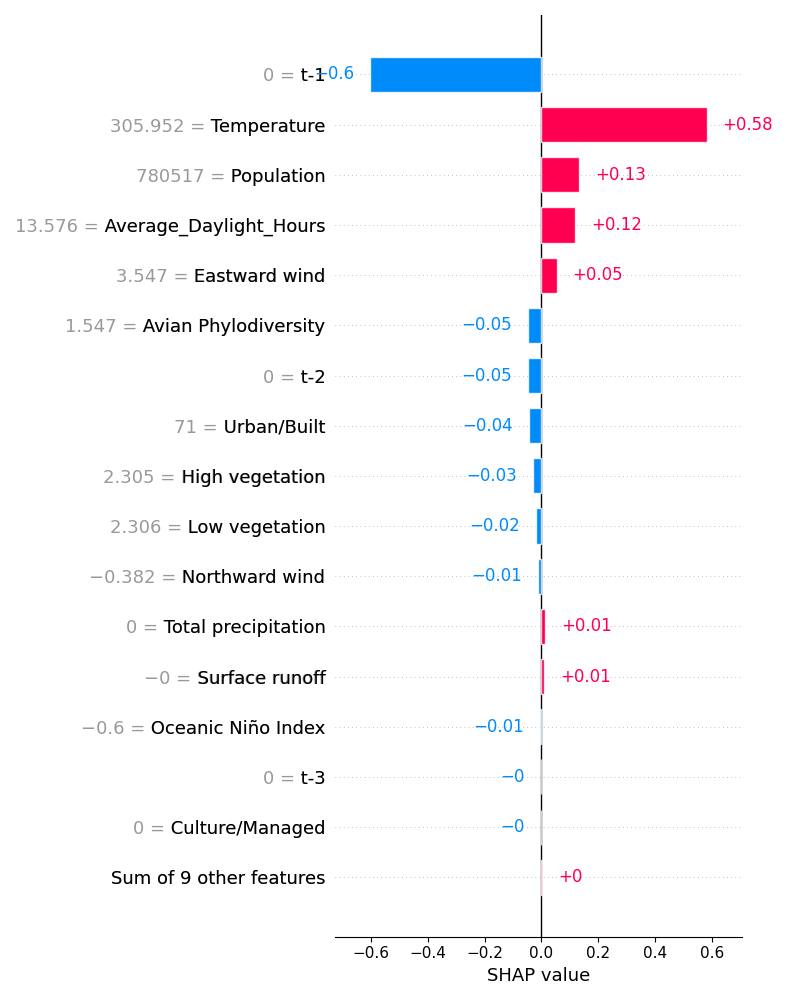 0 = t-1 −0.6
305.952 = Temperature +0.58
780517 = Population +0.13
13.576 = Average_Daylight_Hours +0.12
3.547 = Eastward wind +0.05
1.547 = Avian Phylodiversity −0.05
0 = t-2 −0.05
71 = Urban/Built −0.04
2.305 = High vegetation −0.03
2.306 = Low vegetation −0.02
−0.382 = Northward wind −0.01
0 = Total precipitation +0.01
−0 = Surface runoff +0.01
−0.6 = Oceanic Niño Index −0.01
0 = t-3 −0
0 = Culture/Managed −0
Sum of 9 other features +0
−0.6 −0.4 −0.2 0.0 0.2 0.4 0.6
SHAP value